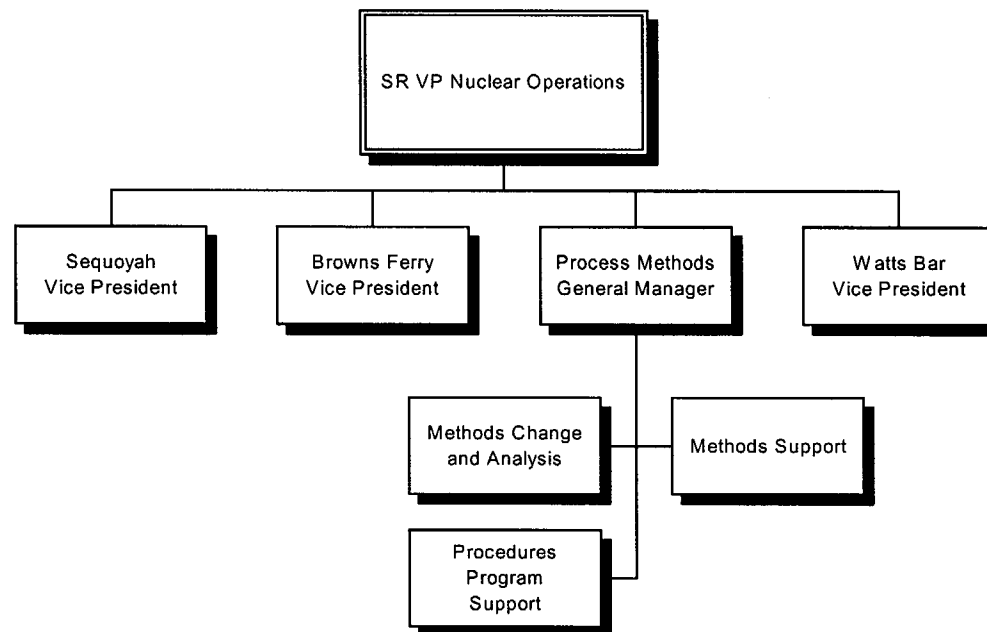 SR VP Nuclear Operations
Sequoyah
Vice President
Browns Ferry
Vice President
Process Methods
General Manager
Watts Bar
Vice President
Methods Change
and Analysis
Methods Support
Procedures
Program
Support